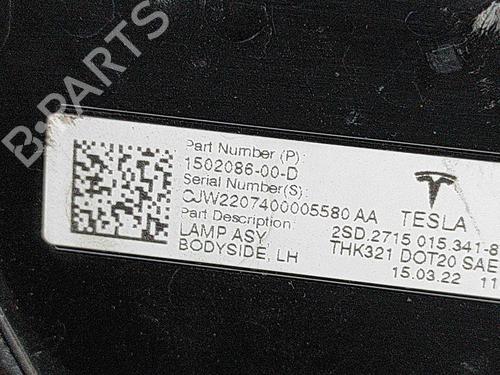 B-PARTS
Part Number (P):
1502086-00-D
Serial Number(S):
CJW2207400005580 AA
Part Description:
LAMP ASY
BODYSIDE, LH
TESLA
2SD.2715 015.341-8
THK321 DOT20 SAE
15.03.22 11